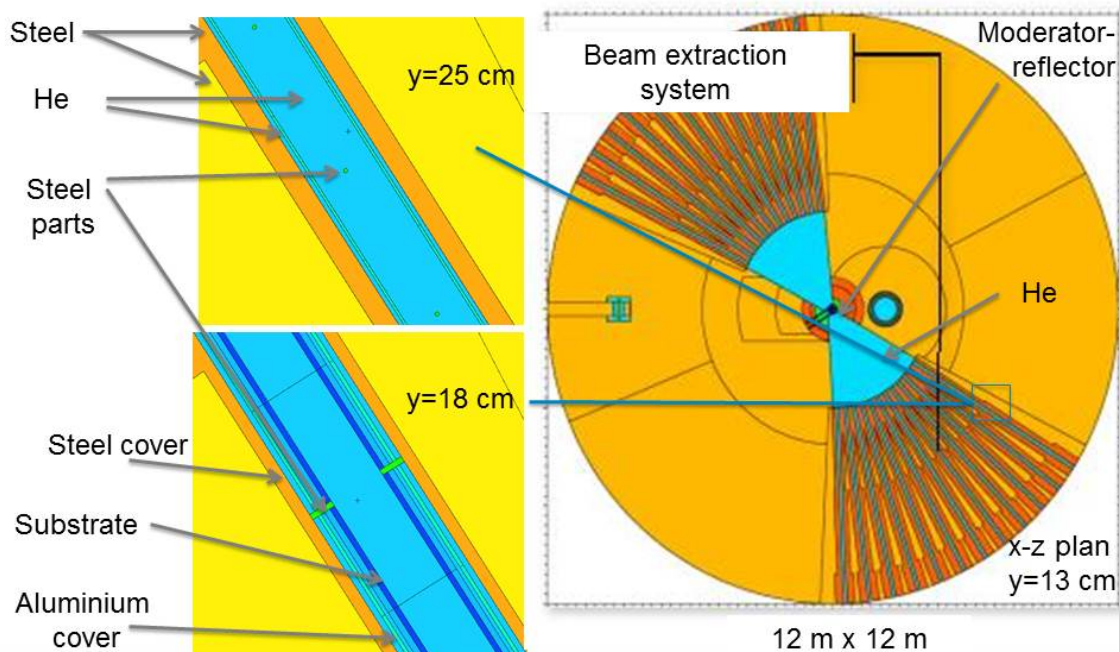 Steel
He
Steel
parts
Steel cover
Substrate
Aluminium
cover
y=25 cm
y=18 cm
Beam extraction
system
Moderator-
reflector
He
x-z plan
y=13 cm
12 m x 12 m